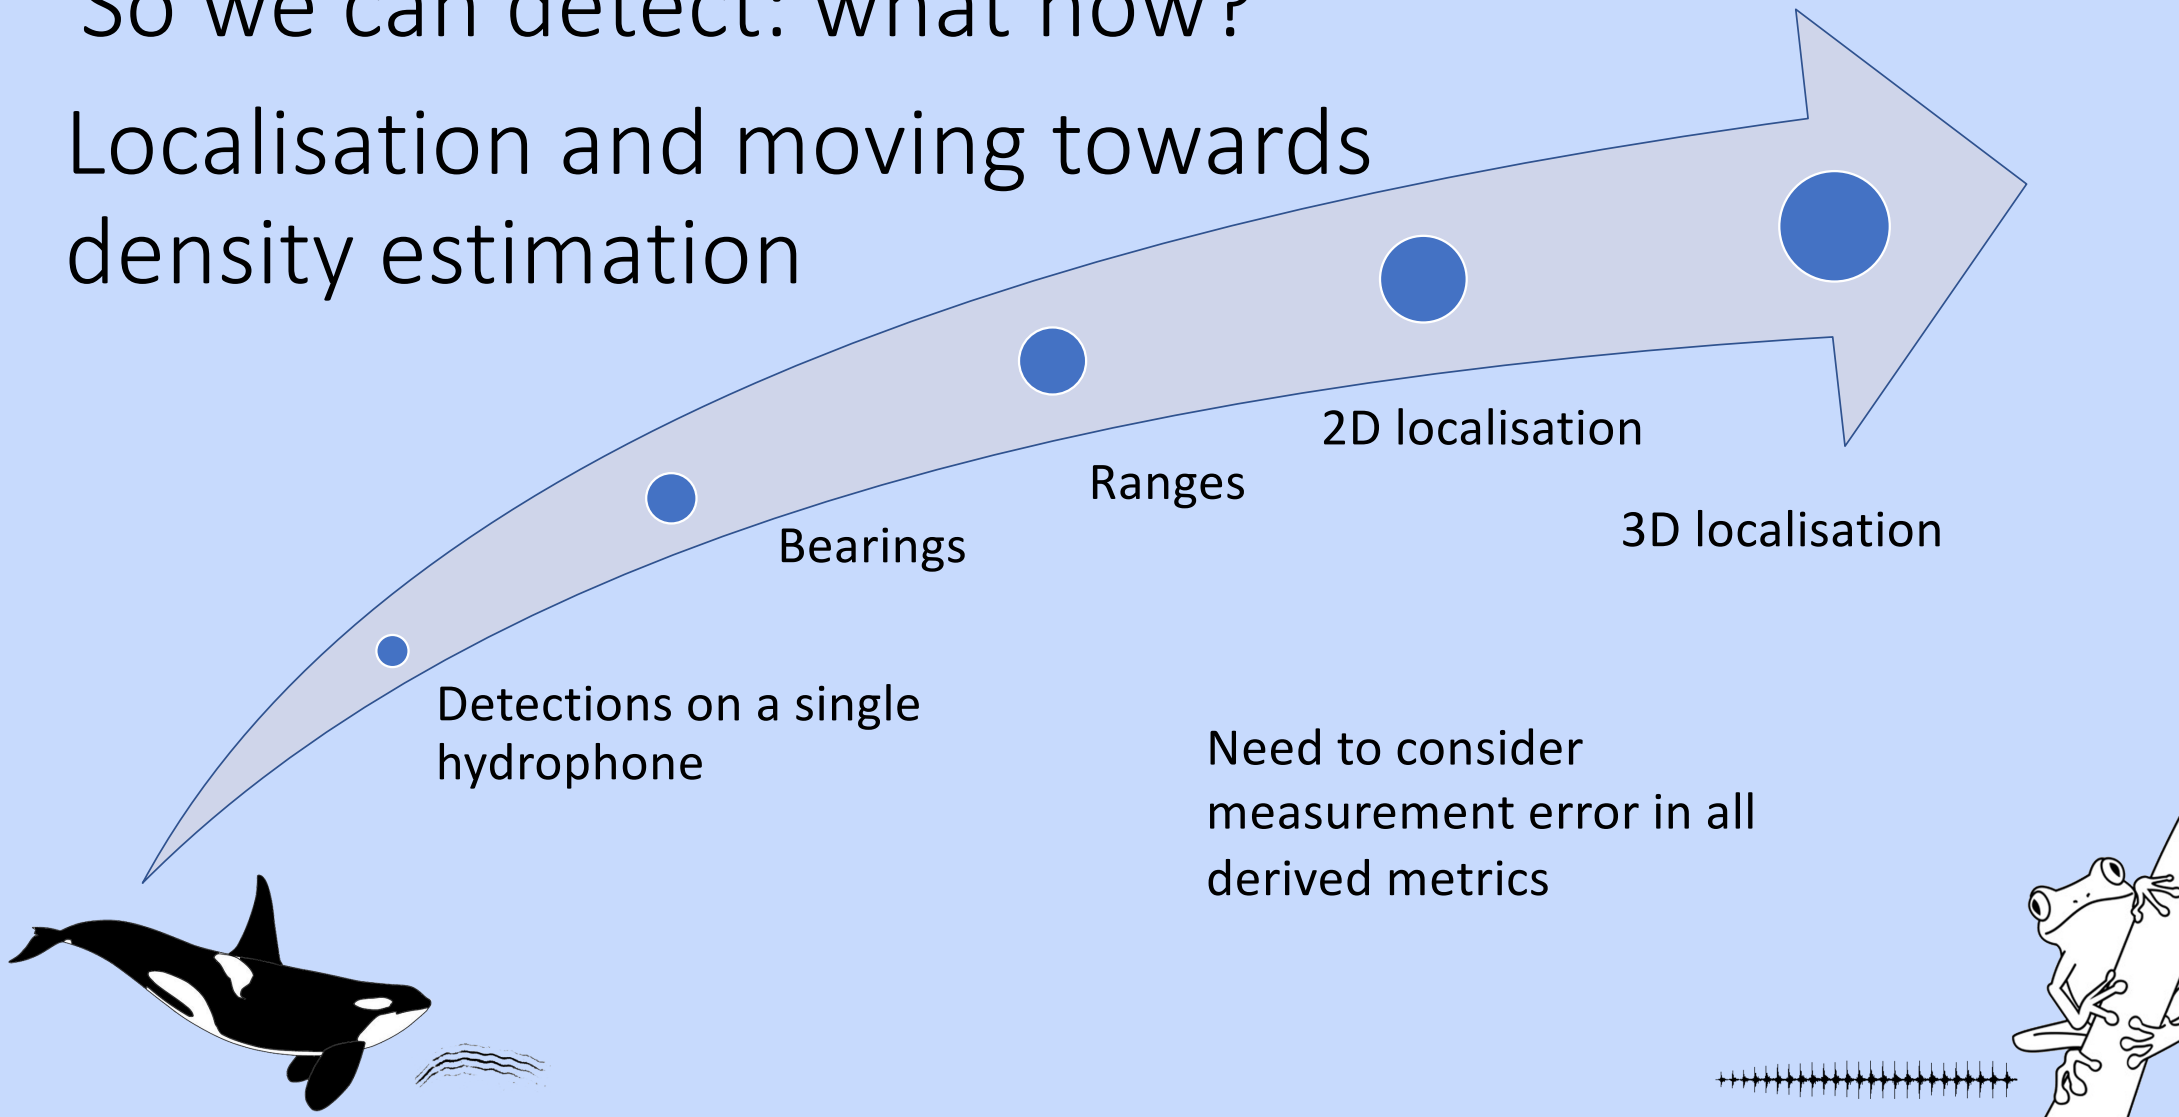 So we can detect: what now?
Localisation and moving towards
density estimation
2D localisation
Ranges
3D localisation
Bearings
Detections on a single
hydrophone
Need to consider
measurement error in all
derived metrics